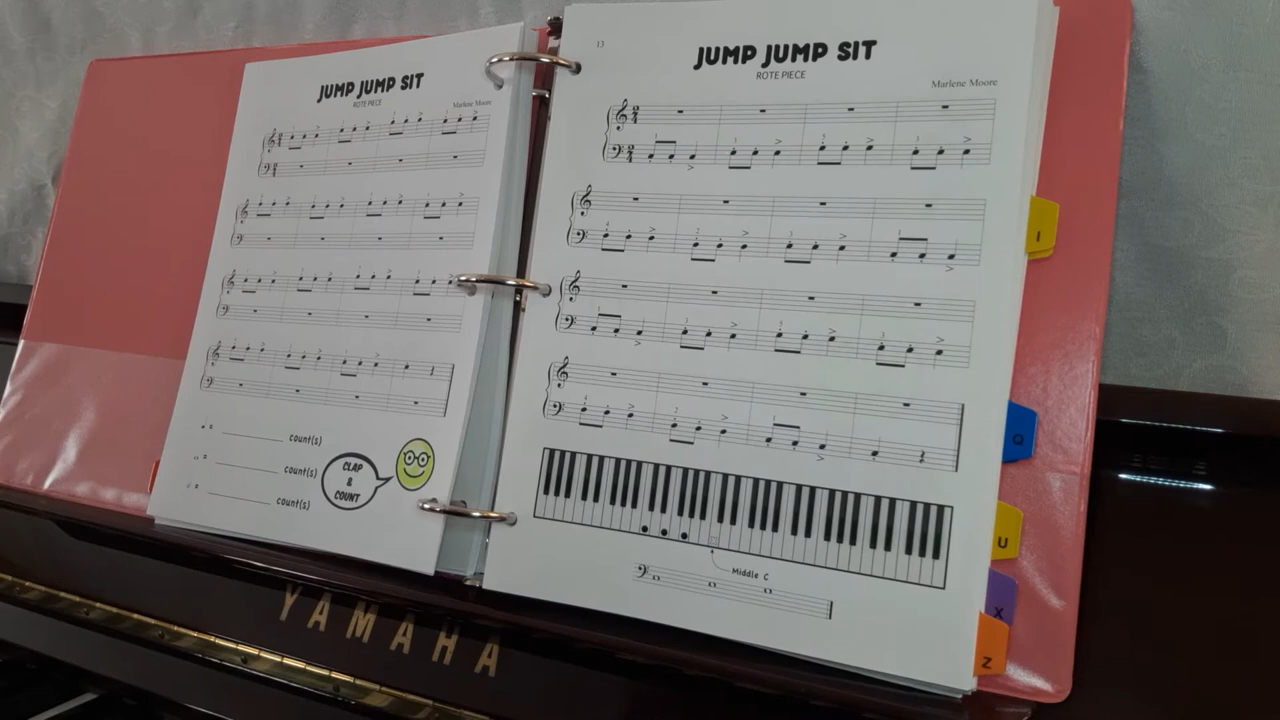 JUMP JUMP SIT
ROTE PIECE
Marlene Moore
count(s)
count(s)
count(s)
CLAP
&
COUNT
13
JUMP JUMP SIT
ROTE PIECE
Marlene Moore
Middle C
I
Q
U
X
Z
YAMAHA